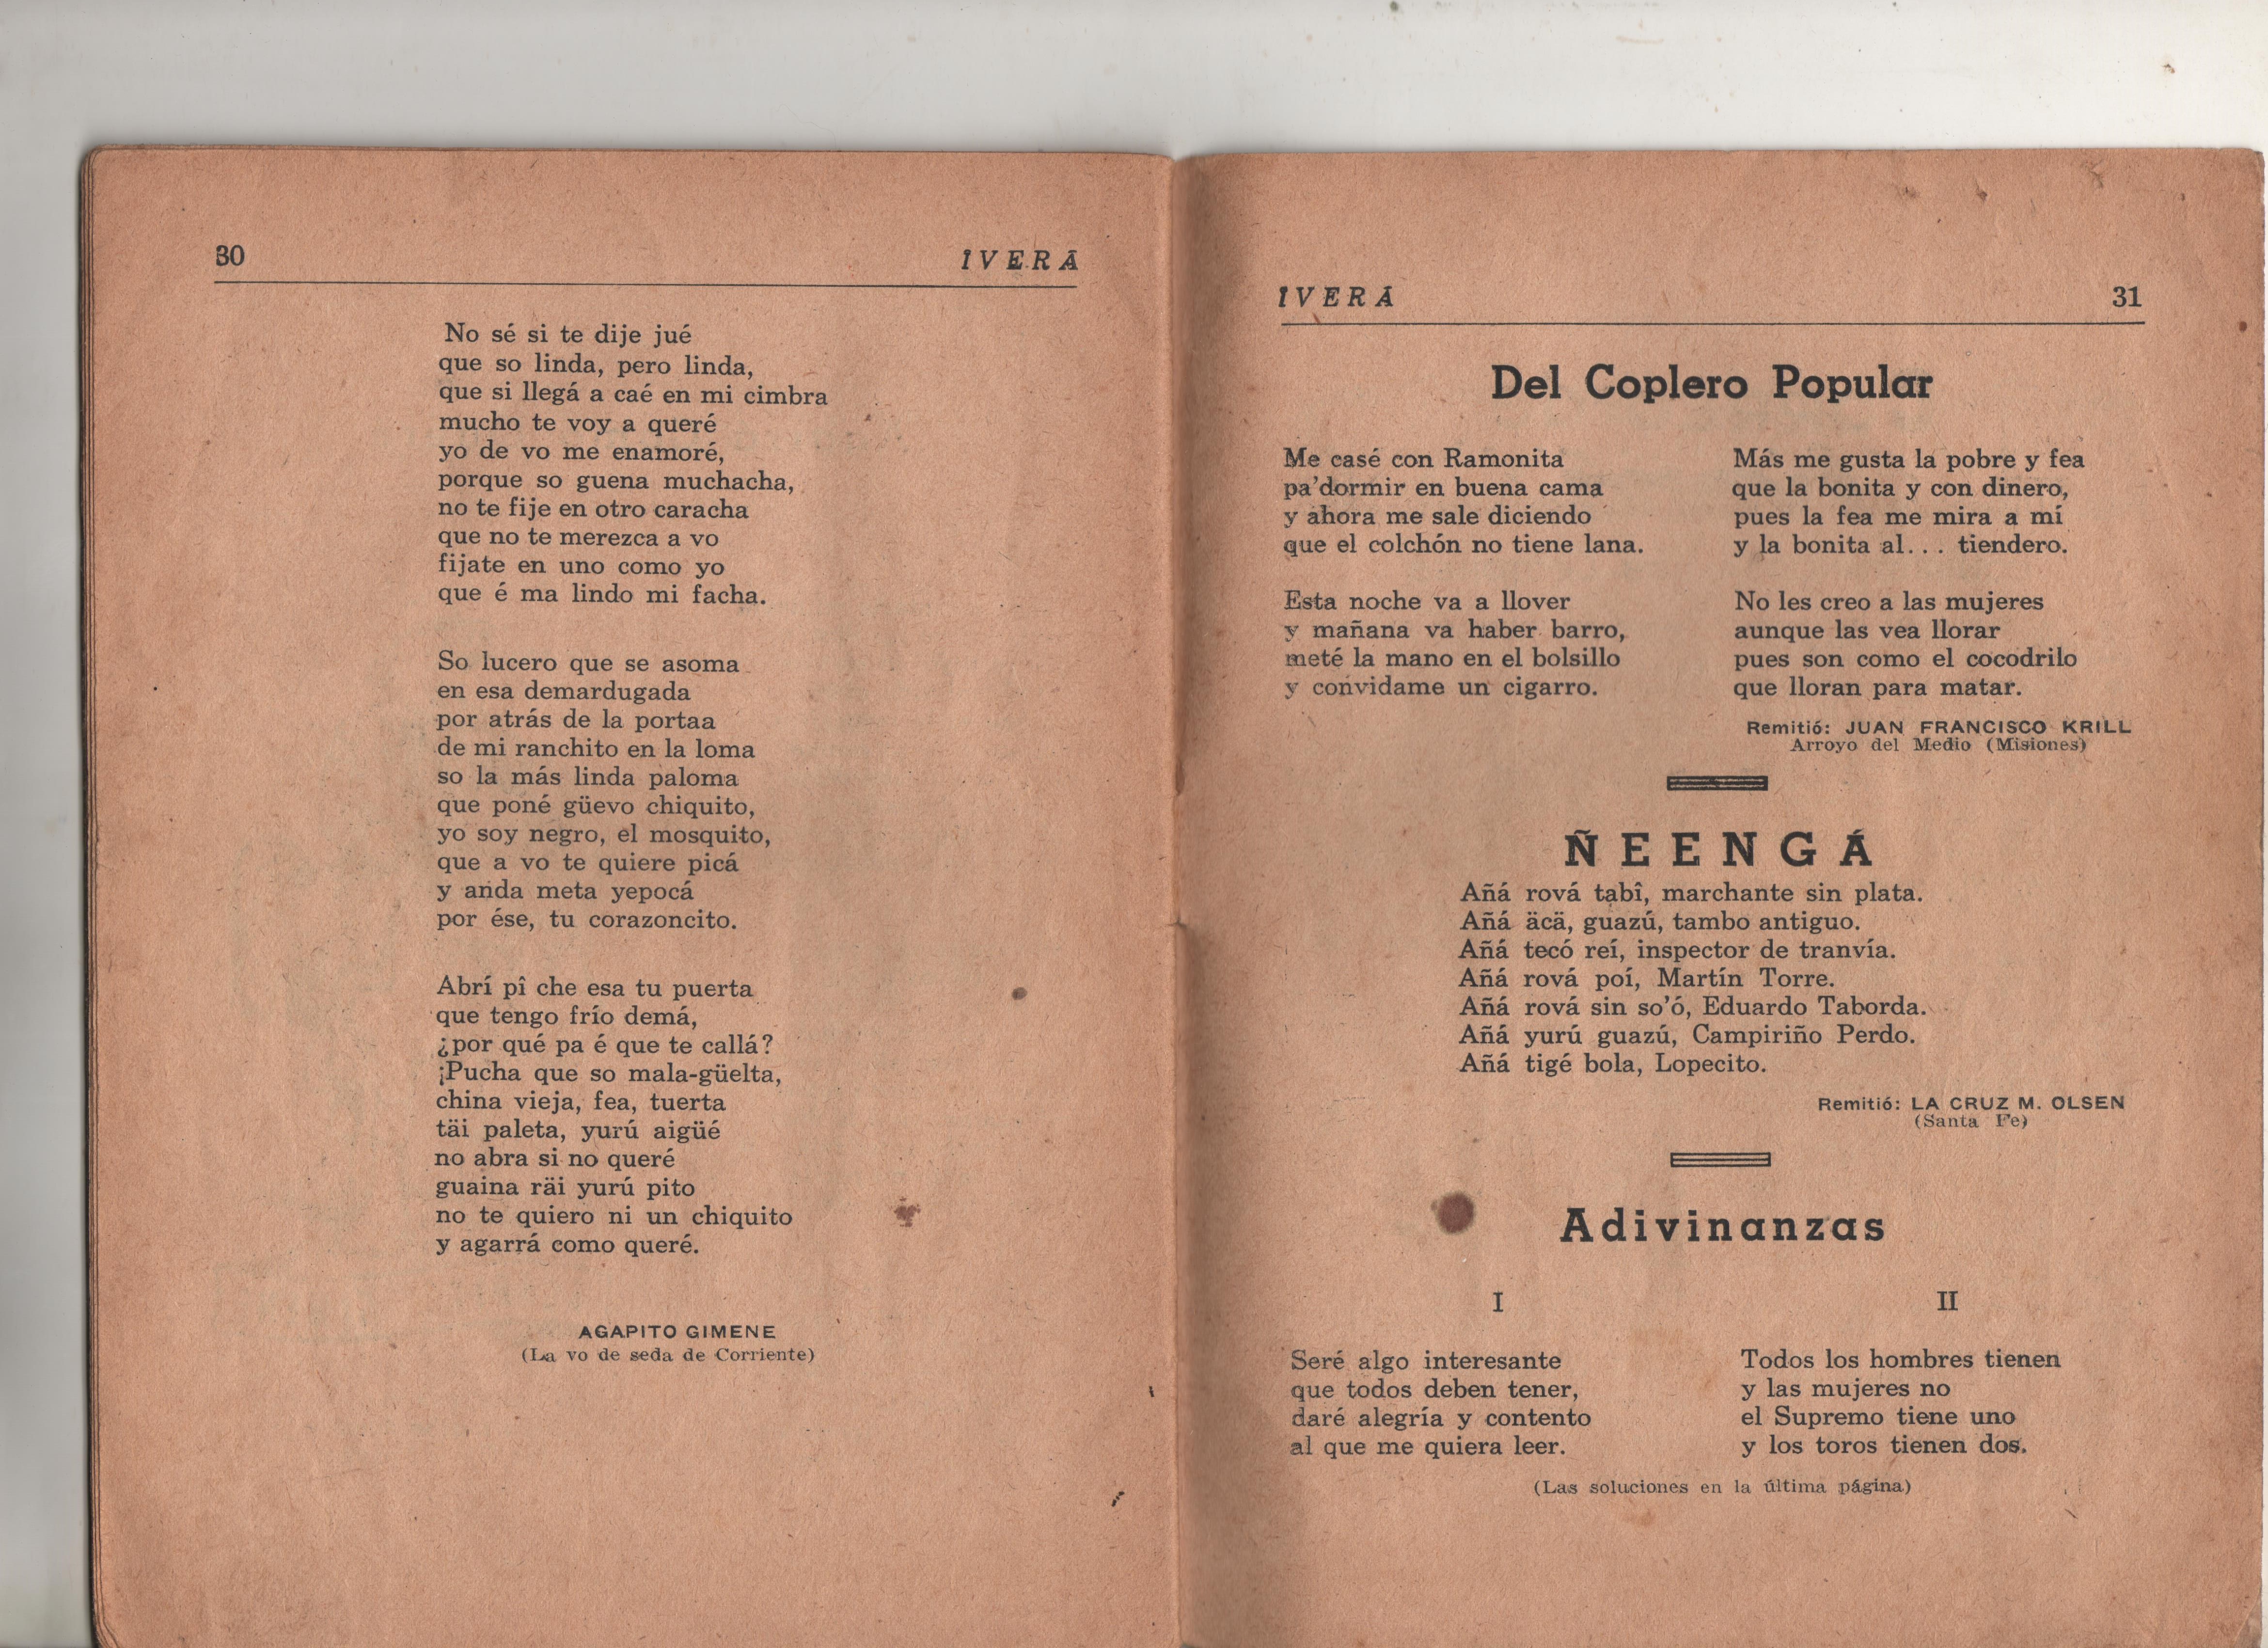 30
ÎVERÄ
No sé si te dije jué
que so linda, pero linda,
que si llegá a caé en mi cimbra
mucho te voy a queré
yo de vo me enamoré,
porque so guena muchacha,
no te fije en otro caracha
que no te merezca a vo
fijate en uno como yo
que é ma lindo mi facha.
So lucero que se asoma
en esa demardugada
por atrás de la portaa
de mi ranchito en la loma
so la más linda paloma
que poné güevo chiquito,
yo soy negro, el mosquito,
que a vo te quiere picá
y anda meta yepocá
por ése, tu corazoncito.
Abrí pî che esa tu puerta
que tengo frío demá,
¿por qué pa é que te callá?
¡Pucha que so mala-güelta,
china vieja, fea, tuerta
täi paleta, yurú aigüé
no abra si no queré
guaina räi yurú pito
no te quiero ni un chiquito
y agarrá como queré.
AGAPITO GIMENE
(La vo de seda de Corriente)
ÎVERÄ
31
Del Coplero Popular
Me casé con Ramonita
pa'dormir en buena cama
y ahora me sale diciendo
que el colchón no tiene lana.
Esta noche va a llover
y mañana va haber barro,
meté la mano en el bolsillo
y convidame un cigarro.
Más me gusta la pobre y fea
que la bonita y con dinero,
pues la fea me mira a mí
y la bonita al... tiendero.
No les creo a las mujeres
aunque las vea llorar
pues son como el cocodrilo
que lloran para matar.
Remitió: JUAN FRANCISCO KRILL
Arroyo del Medio (Misiones)
ÑEENGÁ
Añá rová tabî, marchante sin plata.
Añá äcä, guazú, tambo antiguo.
Añá tecó reí, inspector de tranvía.
Añá rová poí, Martín Torre.
Añá rová sin so'ó, Eduardo Taborda.
Añá yurú guazú, Campiriño Perdo.
Añá tigé bola, Lopecito.
Remitió: LA CRUZ M. OLSEN
(Santa Fe)
Adivinanzas
I
Seré algo interesante
que todos deben tener,
daré alegría y contento
al que me quiera leer.
II
Todos los hombres tienen
y las mujeres no
el Supremo tiene uno
y los toros tienen dos.
(Las soluciones en la última página)